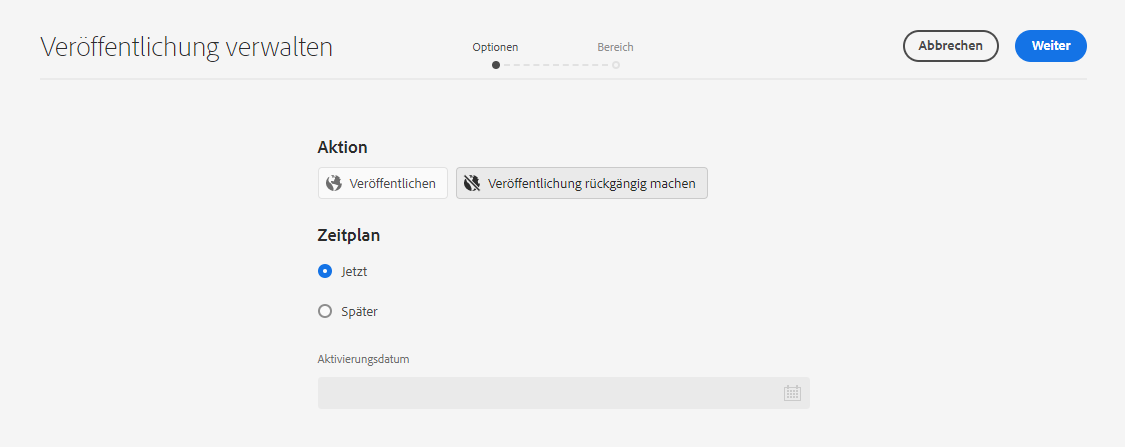 Veröffentlichung verwalten
Optionen
Bereich
Abbrechen
Weiter
Aktion
Veröffentlichen
Veröffentlichung rückgängig machen
Zeitplan
Jetzt
Später
Aktivierungsdatum